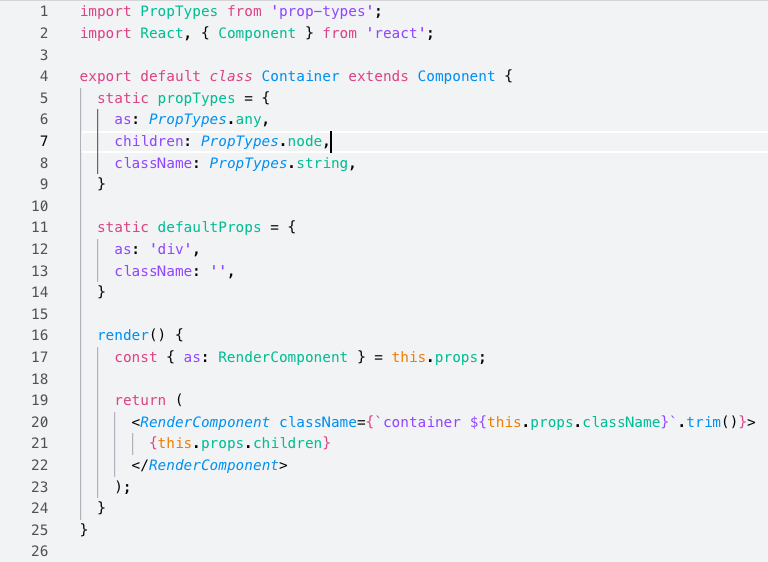 1 import PropTypes from 'prop-types';
2 import React, { Component } from 'react';
3
4 export default class Container extends Component {
5   static propTypes = {
6     as: PropTypes.any,
7     children: PropTypes.node,
8     className: PropTypes.string,
9   }
10
11   static defaultProps = {
12     as: 'div',
13     className: '',
14   }
15
16   render() {
17     const { as: RenderComponent } = this.props;
18
19     return (
20       <RenderComponent className={`container ${this.props.className}`.trim()}>
21         {this.props.children}
22       </RenderComponent>
23     );
24   }
25 }
26